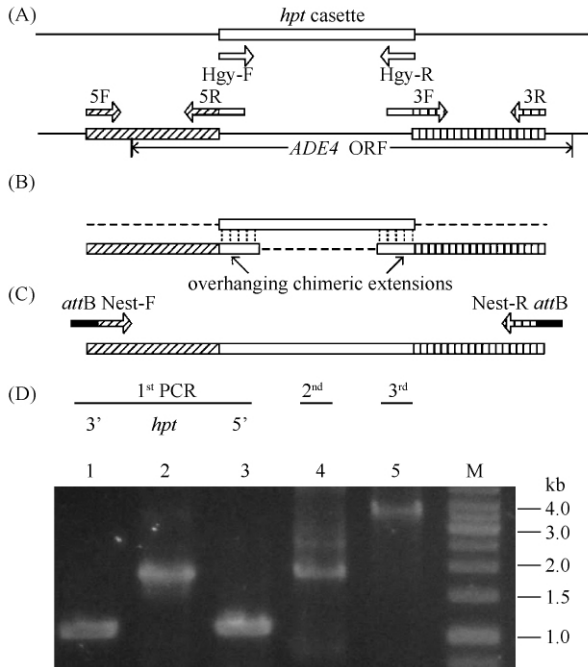 (A)
hpt casette
Hgy-F Hgy-R
5F 5R 3F 3R
ADE4 ORF
(B)
overhanging chimeric extensions
(C)
attB Nest-F Nest-R attB
(D)
1st PCR 2nd 3rd
3' hpt 5'
1 2 3 4 5 M
kb
4.0
3.0
2.0
1.5
1.0